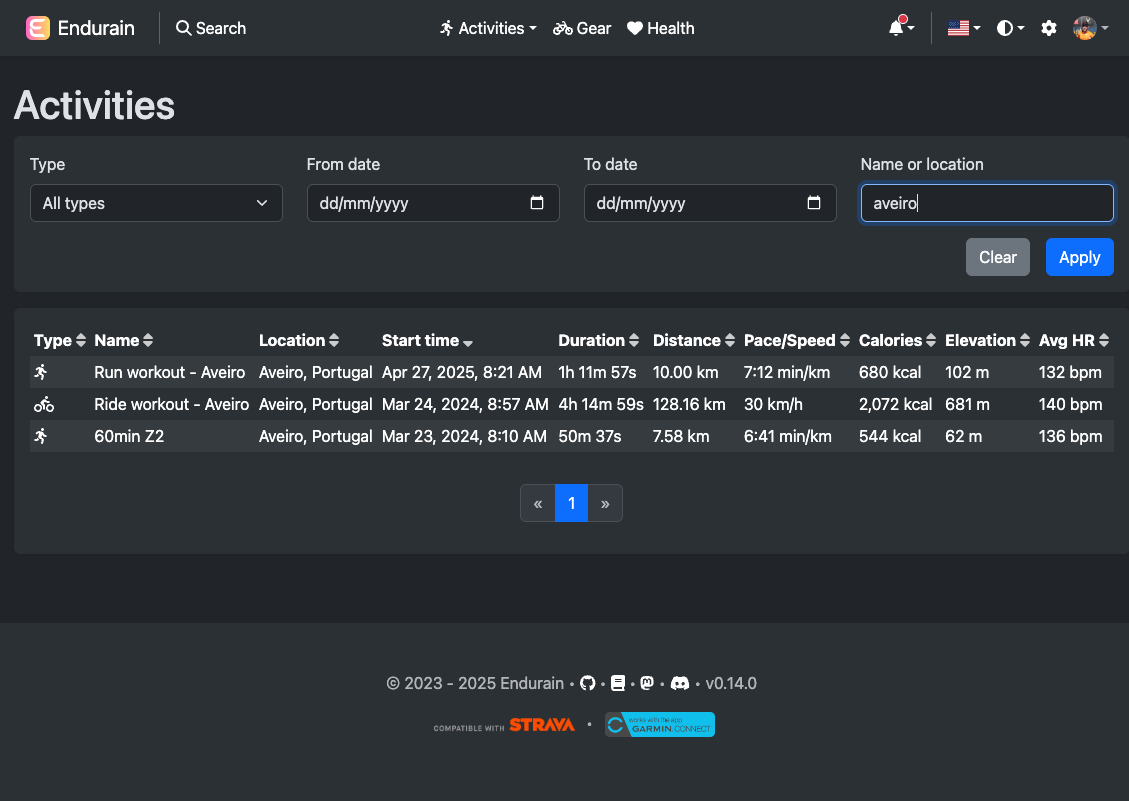 Endurain Search Activities Gear Health
Activities
Type From date To date Name or location
All types dd/mm/yyyy dd/mm/yyyy aveiro
Clear Apply
Type Name Location Start time Duration Distance Pace/Speed Calories Elevation Avg HR
Run workout - Aveiro Aveiro, Portugal Apr 27, 2025, 8:21 AM 1h 11m 57s 10.00 km 7:12 min/km 680 kcal 102 m 132 bpm
Ride workout - Aveiro Aveiro, Portugal Mar 24, 2024, 8:57 AM 4h 14m 59s 128.16 km 30 km/h 2,072 kcal 681 m 140 bpm
60min Z2 Aveiro, Portugal Mar 23, 2024, 8:10 AM 50m 37s 7.58 km 6:41 min/km 544 kcal 62 m 136 bpm
« 1 »
© 2023 - 2025 Endurain • • • • • v0.14.0
COMPATIBLE WITH STRAVA • works with the app
GARMIN CONNECT